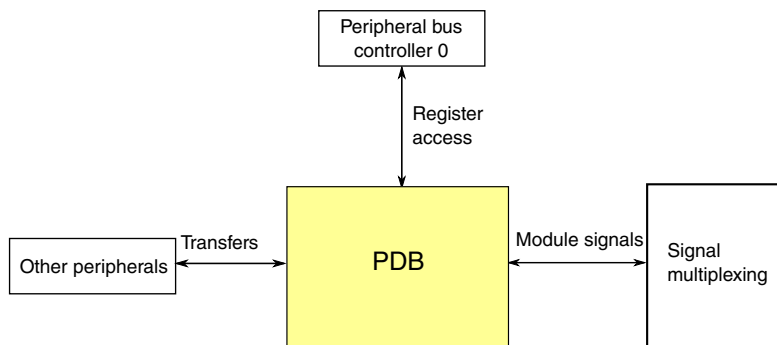 Peripheral bus
controller 0
Register
access
Transfers
Other peripherals
PDB
Module signals
Signal
multiplexing